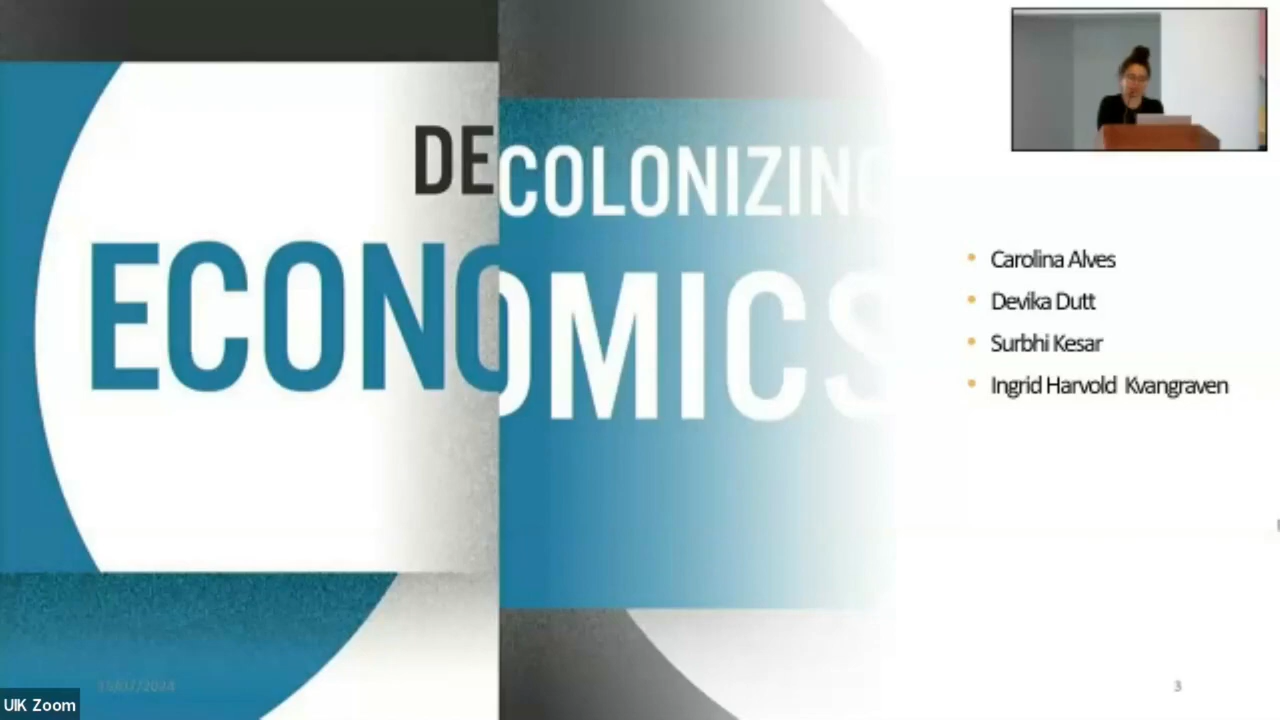 DECOLONIZING
ECONOMICS
Carolina Alves
Devika Dutt
Surbhi Kesar
Ingrid Harvold Kvangraven
3
UIK Zoom